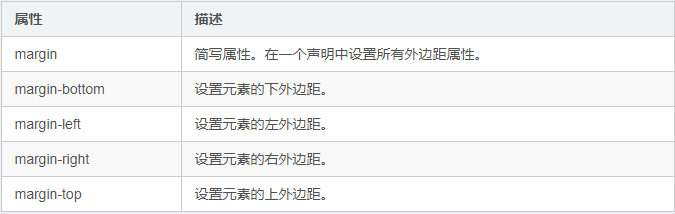 属性 描述
margin 简写属性。在一个声明中设置所有外边距属性。
margin-bottom 设置元素的下外边距。
margin-left 设置元素的左外边距。
margin-right 设置元素的右外边距。
margin-top 设置元素的上外边距。